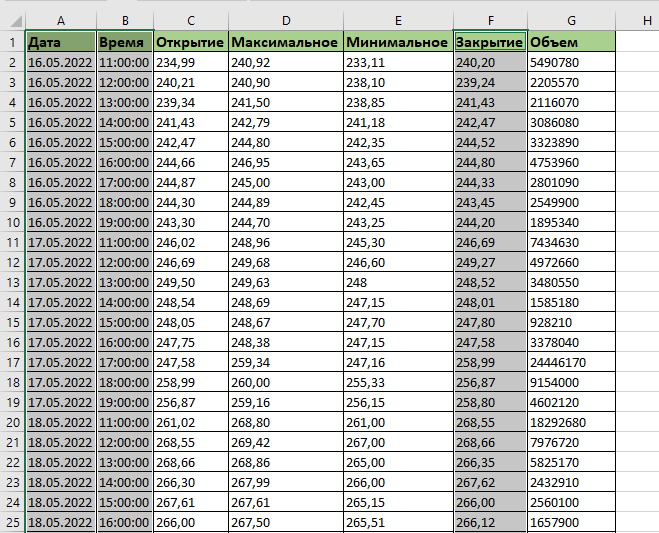 A B C D E F G H
1 Дата Время Открытие Максимальное Минимальное Закрытие Объем
2 16.05.2022 11:00:00 234,99 240,92 233,11 240,20 5490780
3 16.05.2022 12:00:00 240,21 240,90 238,10 239,24 2205570
4 16.05.2022 13:00:00 239,34 241,50 238,85 241,43 2116070
5 16.05.2022 14:00:00 241,43 242,79 241,18 242,47 3086080
6 16.05.2022 15:00:00 242,47 244,80 242,35 244,52 3323890
7 16.05.2022 16:00:00 244,66 246,95 243,65 244,80 4753960
8 16.05.2022 17:00:00 244,87 245,00 243,00 244,33 2801090
9 16.05.2022 18:00:00 244,30 244,89 242,45 243,45 2549900
10 16.05.2022 19:00:00 243,30 244,70 243,25 244,20 1895340
11 17.05.2022 11:00:00 246,02 248,96 245,30 246,69 7434630
12 17.05.2022 12:00:00 246,69 249,68 246,60 249,27 4972660
13 17.05.2022 13:00:00 249,50 249,63 248 248,52 3480550
14 17.05.2022 14:00:00 248,54 248,69 247,15 248,01 1585180
15 17.05.2022 15:00:00 248,05 248,67 247,70 247,80 928210
16 17.05.2022 16:00:00 247,75 248,38 247,15 247,58 3378040
17 17.05.2022 17:00:00 247,58 259,34 247,16 258,99 24446170
18 17.05.2022 18:00:00 258,99 260,00 255,33 256,87 9154000
19 17.05.2022 19:00:00 256,87 259,16 256,15 258,80 4602120
20 18.05.2022 11:00:00 261,02 268,80 261,00 268,55 18292680
21 18.05.2022 12:00:00 268,55 269,42 267,00 268,66 7976720
22 18.05.2022 13:00:00 268,66 268,86 265,00 266,35 5825170
23 18.05.2022 14:00:00 266,30 267,99 266,00 267,62 2432910
24 18.05.2022 15:00:00 267,61 267,61 265,15 266,00 2560100
25 18.05.2022 16:00:00 266,00 267,50 265,51 266,12 1657900